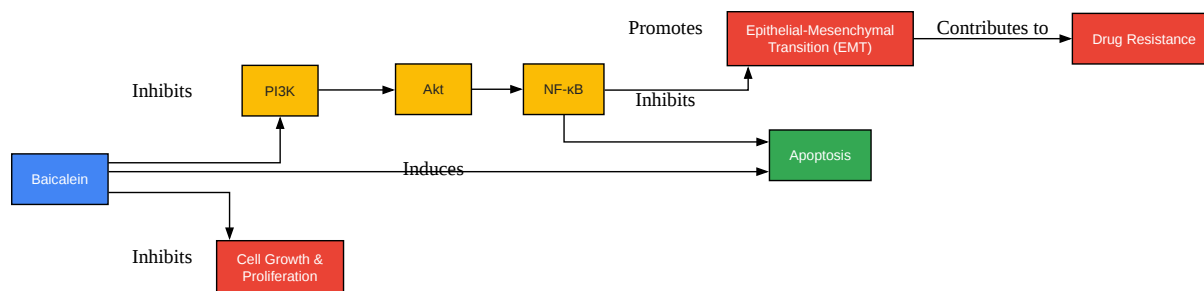 Promotes
Epithelial-Mesenchymal
Transition (EMT)
Contributes to
Drug Resistance
Inhibits
PI3K
Akt
NF-κB
Inhibits
Apoptosis
Baicalein
Induces
Inhibits
Cell Growth &
Proliferation